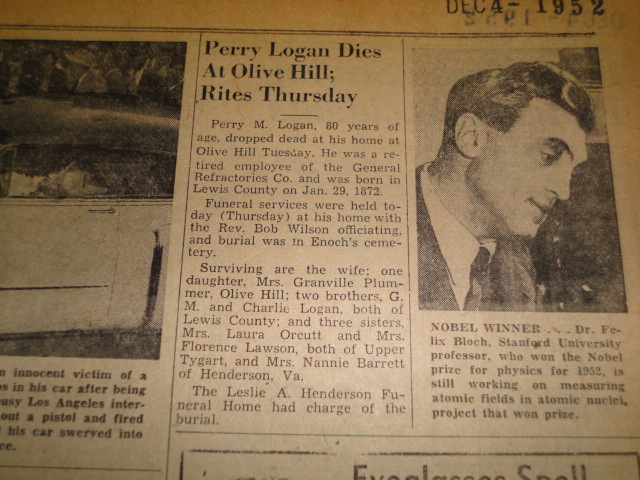 DEC 4- 1952
Perry Logan Dies
At Olive Hill;
Rites Thursday
Perry M. Logan, 80 years of
age, dropped dead at his home at
Olive Hill Tuesday. He was a re-
tired employee of the General
Refractories Co. and was born in
Lewis County on Jan. 29, 1872.
Funeral services were held to-
day (Thursday) at his home with
the Rev. Bob Wilson officiating,
and burial was in Enoch's ceme-
tery.
Surviving are the wife; one
daughter, Mrs. Granville Plum-
mer, Olive Hill; two brothers, G.
M. and Charlie Logan, both of
Lewis County; and three sisters,
Mrs. Laura Orcutt and Mrs.
Florence Lawson, both of Upper
Tygart, and Mrs. Nannie Barrett
of Henderson, Va.
The Leslie A. Henderson Fu-
neral Home had charge of the
burial.
NOBEL WINNER . . . Dr. Fe-
lix Bloch, Stanford University
professor, who won the Nobel
prize for physics for 1952, is
still working on measuring
atomic fields in atomic nuclei,
project that won prize.
n innocent victim of a
s in his car after being
usy Los Angeles inter-
out a pistol and fired
his car swerved into
ce.
Eyeglasses Spell